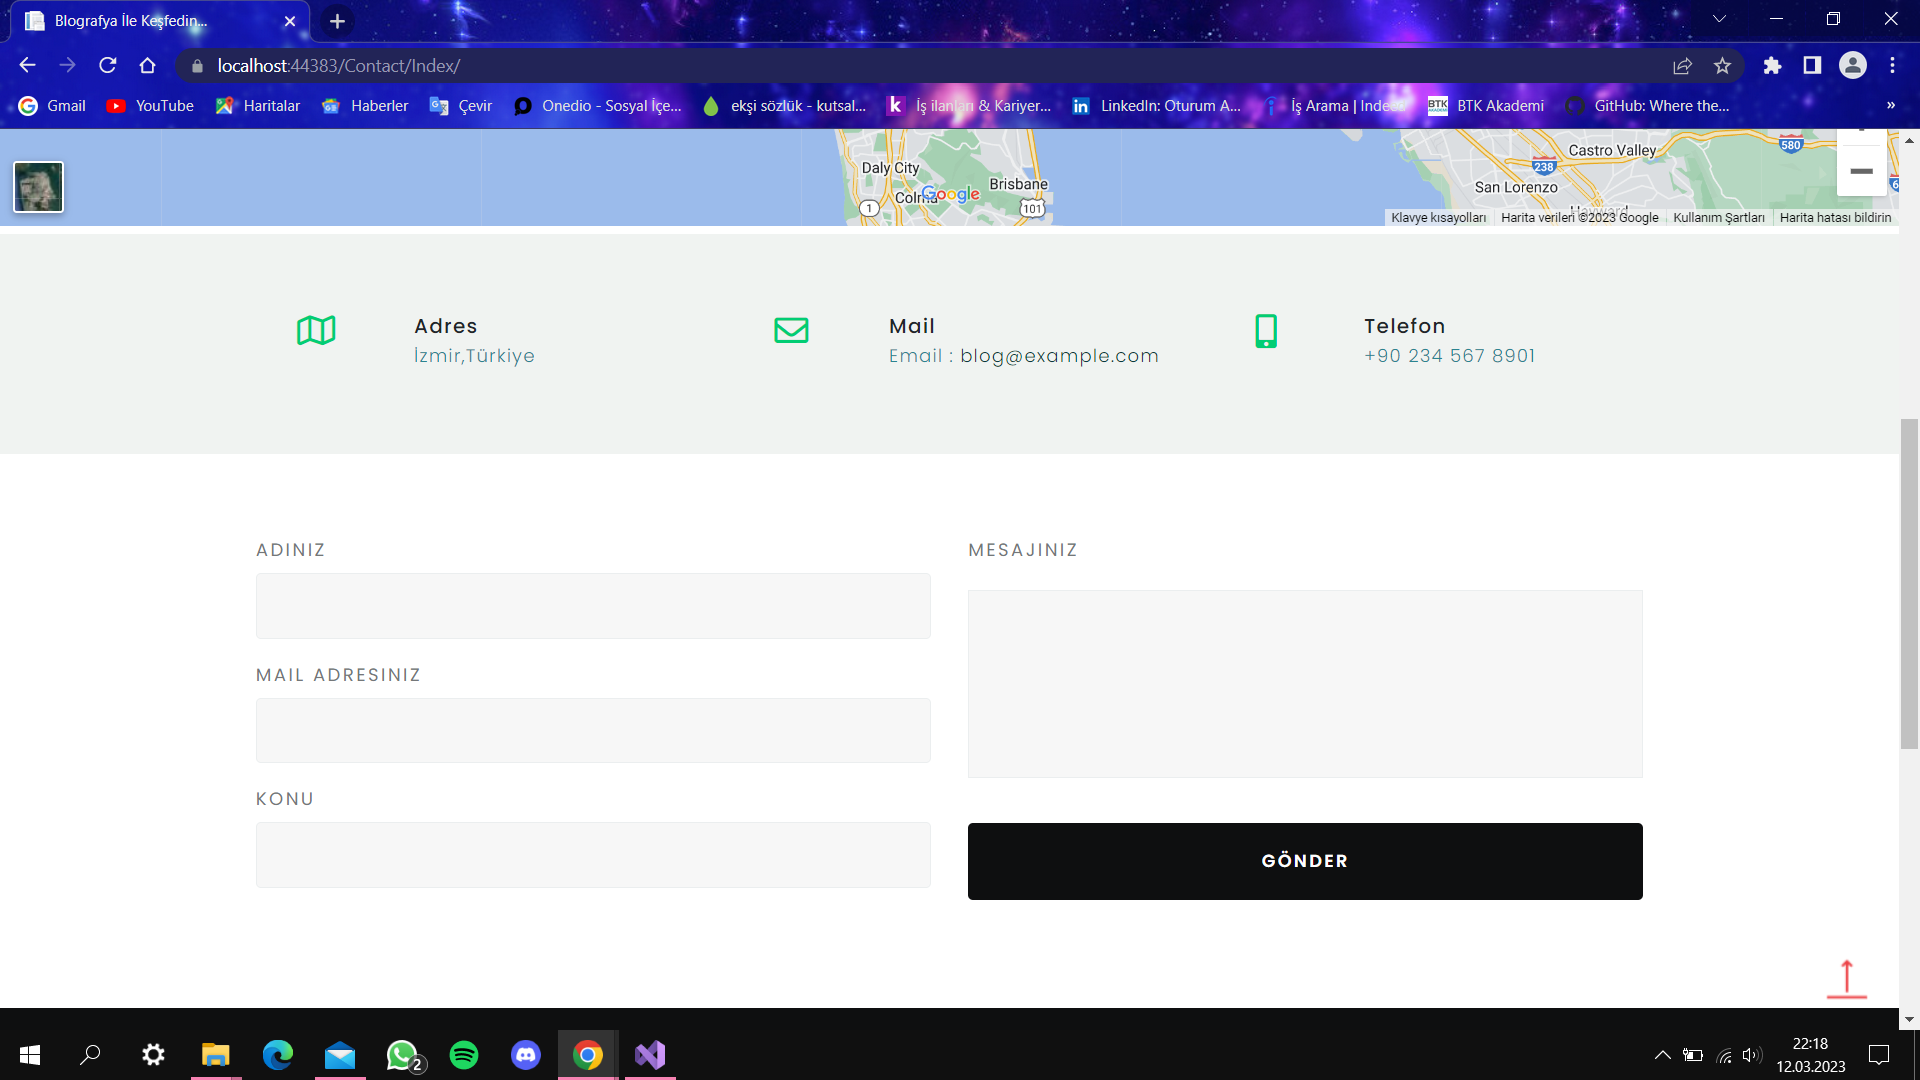 Blografya İle Keşfedin...
localhost:44383/Contact/Index/
Gmail YouTube Haritalar Haberler Çevir Onedio - Sosyal İçe... ekşi sözlük - kutsal... İş ilanları & Kariyer... LinkedIn: Oturum A... İş Arama | Indeed BTK Akademi GitHub: Where the... »
Daly City
Brisbane
Colma
Google
1
101
Castro Valley
580
238
San Lorenzo
Hayward
Klavye kısayolları Harita verileri ©2023 Google Kullanım Şartları Harita hatası bildirin
Adres
İzmir,Türkiye
Mail
Email : blog@example.com
Telefon
+90 234 567 8901
ADINIZ
MAIL ADRESINIZ
KONU
MESAJINIZ
GÖNDER
2
22:18
12.03.2023